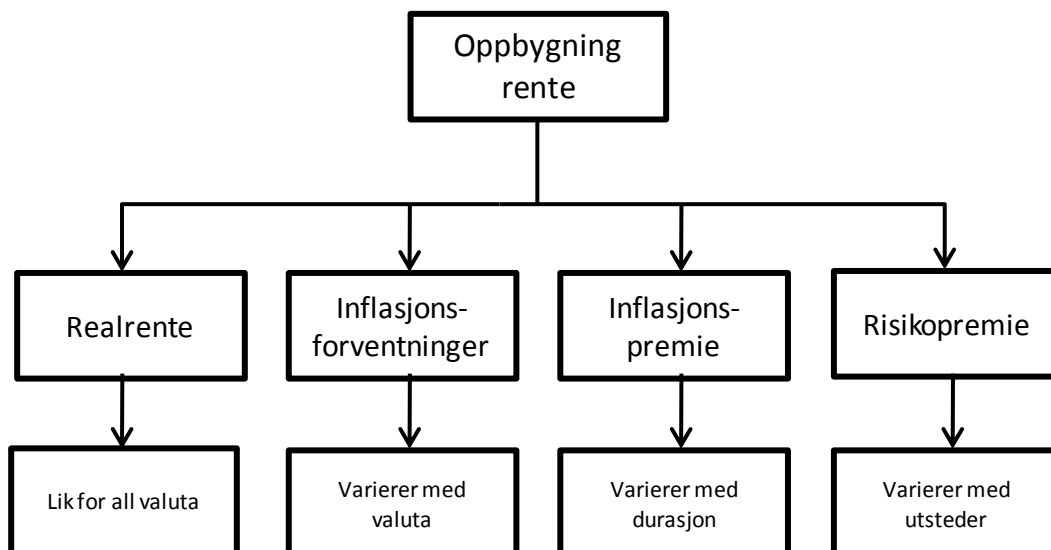 Oppbygning
rente
Realrente
Inflasjons-
forventninger
Inflasjons-
premie
Risikopremie
Lik for all valuta
Varierer med
valuta
Varierer med
durasjon
Varierer med
utsteder